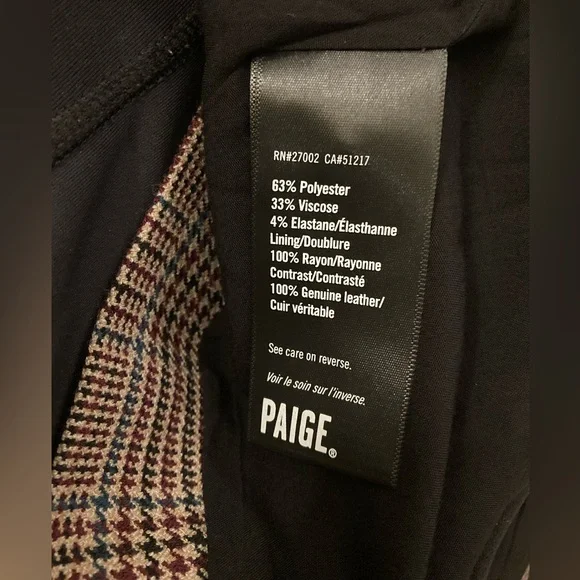 RN#27002 CA#51217
63% Polyester
33% Viscose
4% Elastane/Élasthanne
Lining/Doublure
100% Rayon/Rayonne
Contrast/Contrasté
100% Genuine leather/
Cuir véritable
See care on reverse.
Voir le soin sur l'inverse.
PAIGE®